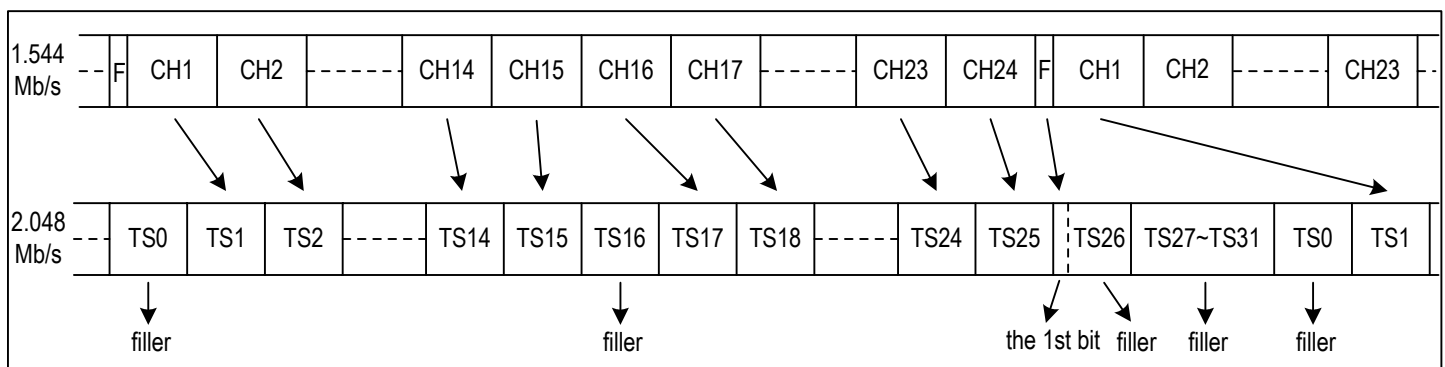 1.544
Mb/s
F CH1 CH2 CH14 CH15 CH16 CH17 CH23 CH24 F CH1 CH2 CH23
2.048
Mb/s
TS0 TS1 TS2 TS14 TS15 TS16 TS17 TS18 TS24 TS25 TS26 TS27~TS31 TS0 TS1
filler filler the 1st bit filler filler filler